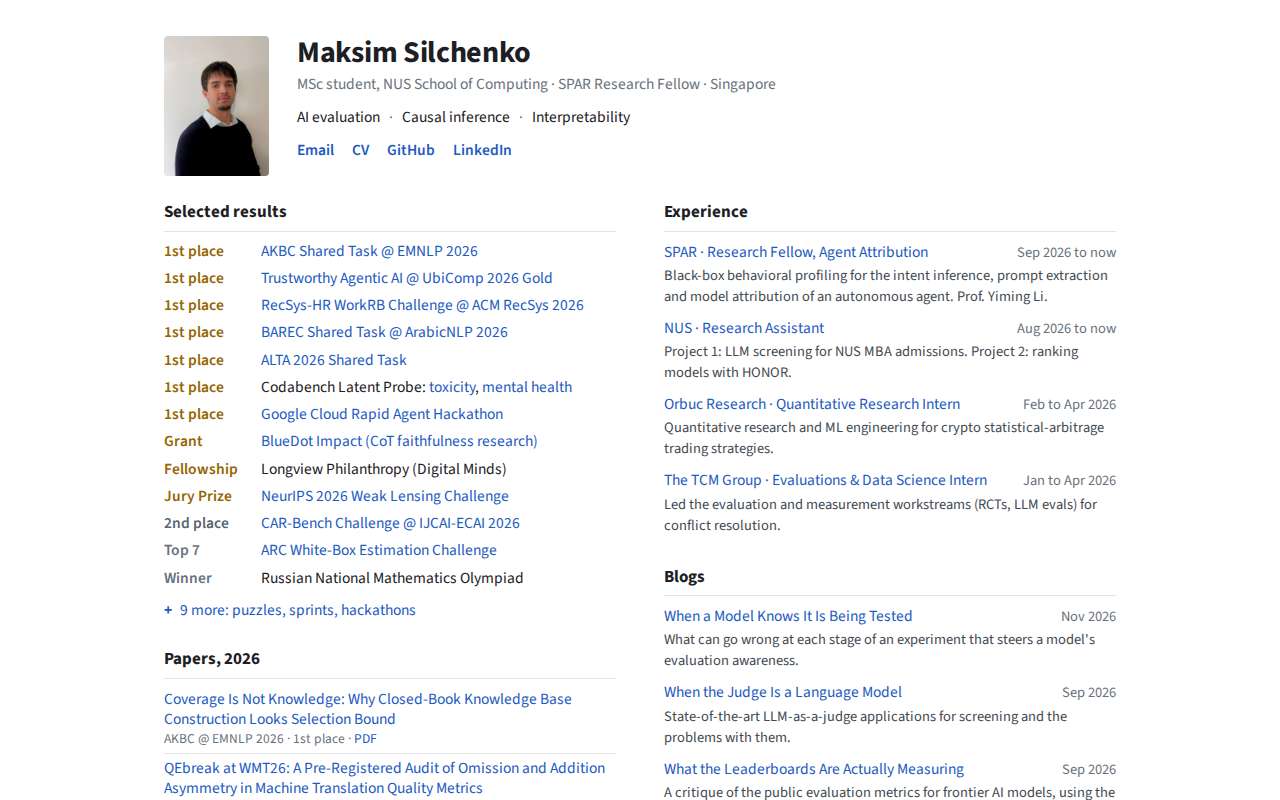 Maksim Silchenko
MSc student, NUS School of Computing · SPAR Research Fellow · Singapore
AI evaluation · Causal inference · Interpretability
Email CV GitHub LinkedIn
Selected results
1st place AKBC Shared Task @ EMNLP 2026
1st place Trustworthy Agentic AI @ UbiComp 2026 Gold
1st place RecSys-HR WorkRB Challenge @ ACM RecSys 2026
1st place BAREC Shared Task @ ArabicNLP 2026
1st place ALTA 2026 Shared Task
1st place Codabench Latent Probe: toxicity, mental health
1st place Google Cloud Rapid Agent Hackathon
Grant BlueDot Impact (CoT faithfulness research)
Fellowship Longview Philanthropy (Digital Minds)
Jury Prize NeurIPS 2026 Weak Lensing Challenge
2nd place CAR-Bench Challenge @ IJCAI-ECAI 2026
Top 7 ARC White-Box Estimation Challenge
Winner Russian National Mathematics Olympiad
+ 9 more: puzzles, sprints, hackathons
Papers, 2026
Coverage Is Not Knowledge: Why Closed-Book Knowledge Base
Construction Looks Selection Bound
AKBC @ EMNLP 2026 · 1st place · PDF
QEbreak at WMT26: A Pre-Registered Audit of Omission and Addition
Asymmetry in Machine Translation Quality Metrics
Experience
SPAR · Research Fellow, Agent Attribution Sep 2026 to now
Black-box behavioral profiling for the intent inference, prompt extraction
and model attribution of an autonomous agent. Prof. Yiming Li.
NUS · Research Assistant Aug 2026 to now
Project 1: LLM screening for NUS MBA admissions. Project 2: ranking
models with HONOR.
Orbuc Research · Quantitative Research Intern Feb to Apr 2026
Quantitative research and ML engineering for crypto statistical-arbitrage
trading strategies.
The TCM Group · Evaluations & Data Science Intern Jan to Apr 2026
Led the evaluation and measurement workstreams (RCTs, LLM evals) for
conflict resolution.
Blogs
When a Model Knows It Is Being Tested Nov 2026
What can go wrong at each stage of an experiment that steers a model's
evaluation awareness.
When the Judge Is a Language Model Sep 2026
State-of-the-art LLM-as-a-judge applications for screening and the
problems with them.
What the Leaderboards Are Actually Measuring Sep 2026
A critique of the public evaluation metrics for frontier AI models, using the